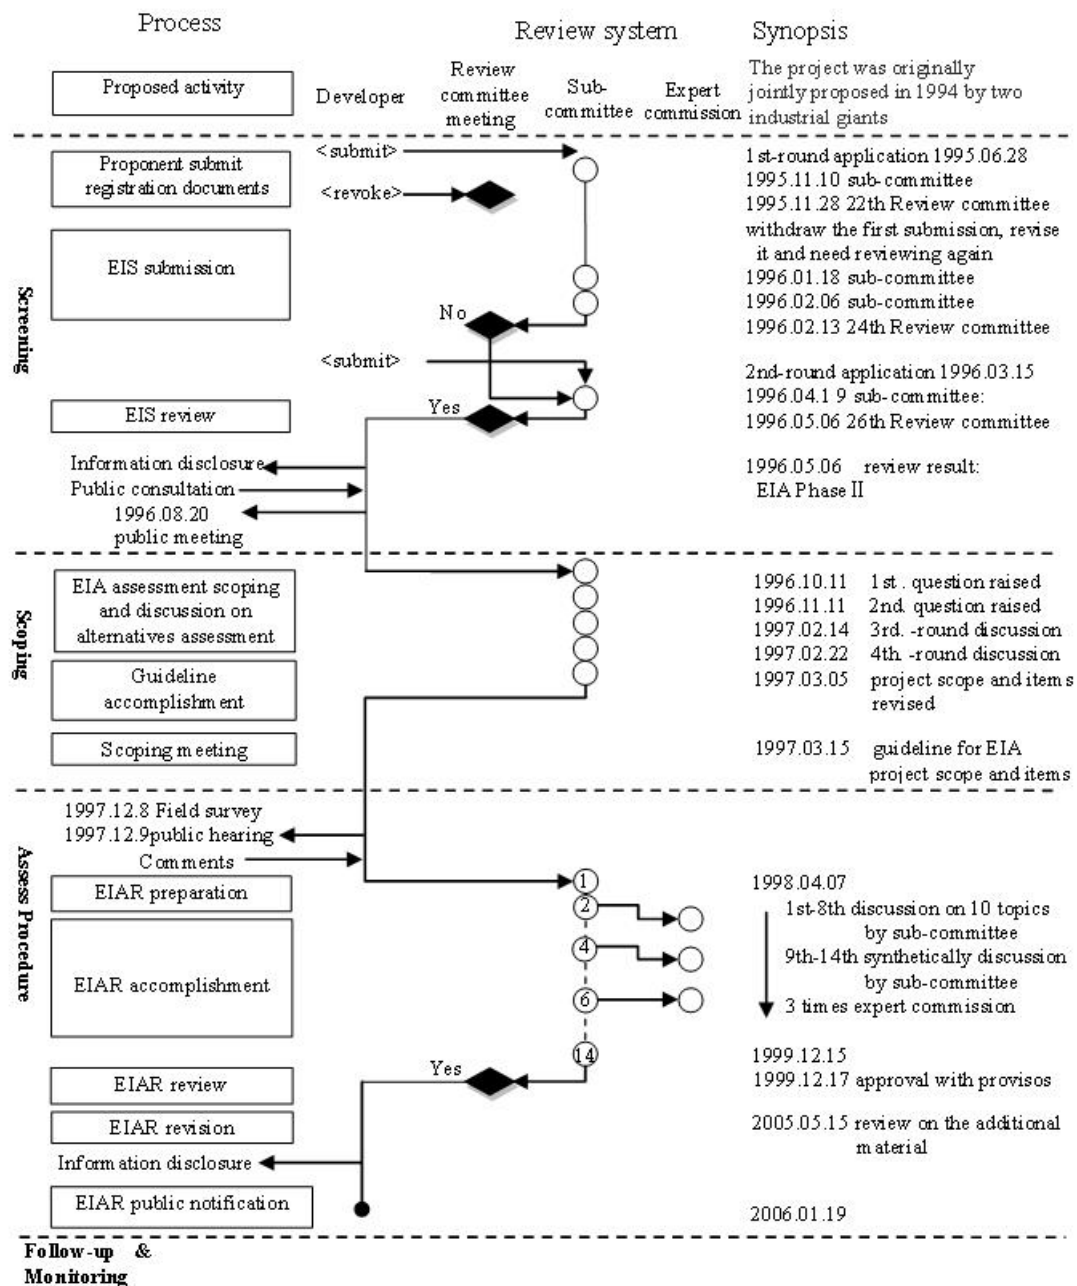 Process
Review system
Synopsis
Proposed activity
Developer
Review
committee
meeting
Sub-
committee
Expert
commission
The project was originally
jointly proposed in 1994 by two
industrial giants
Screening
Proponent submit
registration documents
<submit>
<revoke>
1st-round application 1995.06.28
1995.11.10 sub-committee
1995.11.28 22th Review committee
withdraw the first submission, revise
it and need reviewing again
EIS submission
1996.01.18 sub-committee
1996.02.06 sub-committee
No
1996.02.13 24th Review committee
<submit>
2nd-round application 1996.03.15
1996.04.1 9 sub-committee:
EIS review
Yes
1996.05.06 26th Review committee
Information disclosure
Public consultation
1996.08.20
public meeting
1996.05.06 review result:
EIA Phase II
Scoping
EIA assessment scoping
and discussion on
alternatives assessment
1996.10.11 1st . question raised
1996.11.11 2nd. question raised
1997.02.14 3rd. -round discussion
1997.02.22 4th. -round discussion
Guideline
accomplishment
1997.03.05 project scope and items
revised
Scoping meeting
1997.03.15 guideline for EIA
project scope and items
Assess Procedure
1997.12.8 Field survey
1997.12.9public hearing
Comments
EIAR preparation
1
2
4
6
14
1998.04.07
1st-8th discussion on 10 topics
by sub-committee
9th-14th synthetically discussion
by sub-committee
3 times expert commission
EIAR accomplishment
1999.12.15
EIAR review
Yes
1999.12.17 approval with provisos
EIAR revision
2005.05.15 review on the additional
material
Information disclosure
EIAR public notification
2006.01.19
Follow-up &
Monitoring